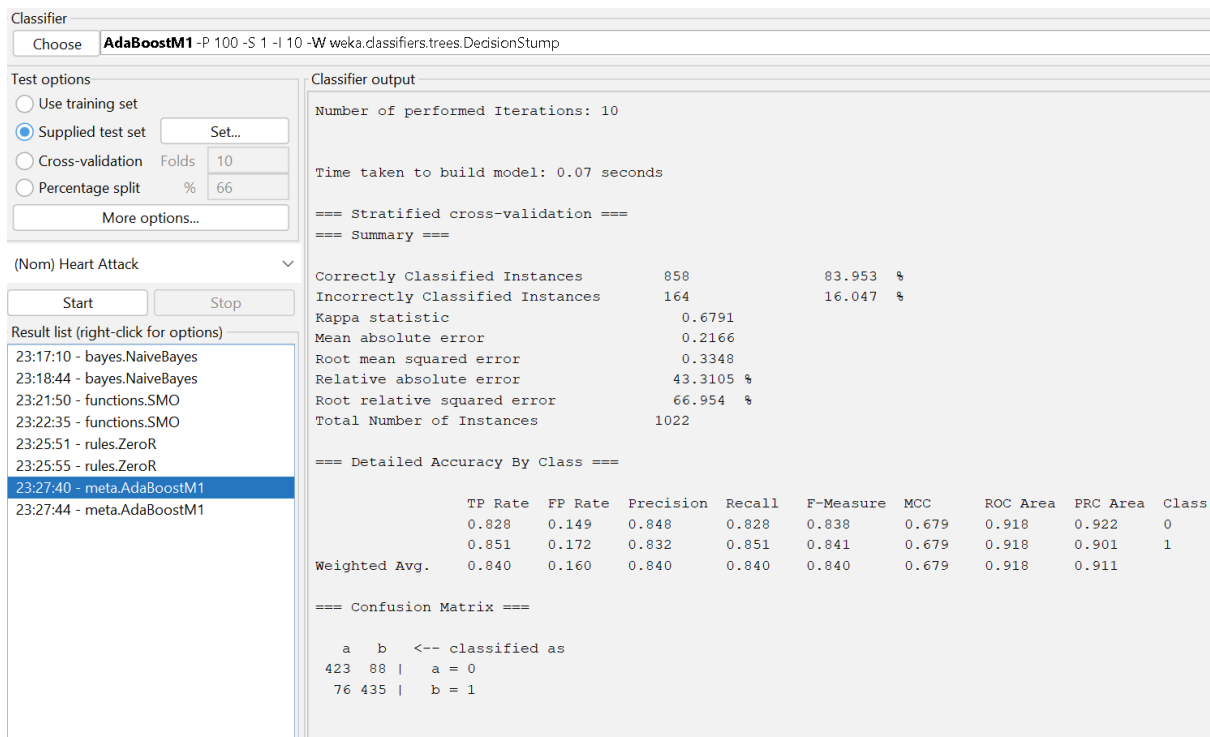 Classifier
Choose AdaBoostM1 -P 100 -S 1 -I 10 -W weka.classifiers.trees.DecisionStump
Test options
Use training set
Supplied test set Set...
Cross-validation Folds 10
Percentage split % 66
More options...
(Nom) Heart Attack
Start Stop
Result list (right-click for options)
23:17:10 - bayes.NaiveBayes
23:18:44 - bayes.NaiveBayes
23:21:50 - functions.SMO
23:22:35 - functions.SMO
23:25:51 - rules.ZeroR
23:25:55 - rules.ZeroR
23:27:40 - meta.AdaBoostM1
23:27:44 - meta.AdaBoostM1
Classifier output
Number of performed Iterations: 10
Time taken to build model: 0.07 seconds
=== Stratified cross-validation ===
=== Summary ===
Correctly Classified Instances 858 83.953 %
Incorrectly Classified Instances 164 16.047 %
Kappa statistic 0.6791
Mean absolute error 0.2166
Root mean squared error 0.3348
Relative absolute error 43.3105 %
Root relative squared error 66.954 %
Total Number of Instances 1022
=== Detailed Accuracy By Class ===
TP Rate FP Rate Precision Recall F-Measure MCC ROC Area PRC Area Class
0.828 0.149 0.848 0.828 0.838 0.679 0.918 0.922 0
0.851 0.172 0.832 0.851 0.841 0.679 0.918 0.901 1
Weighted Avg. 0.840 0.160 0.840 0.840 0.840 0.679 0.918 0.911
=== Confusion Matrix ===
a b <-- classified as
423 88 | a = 0
76 435 | b = 1